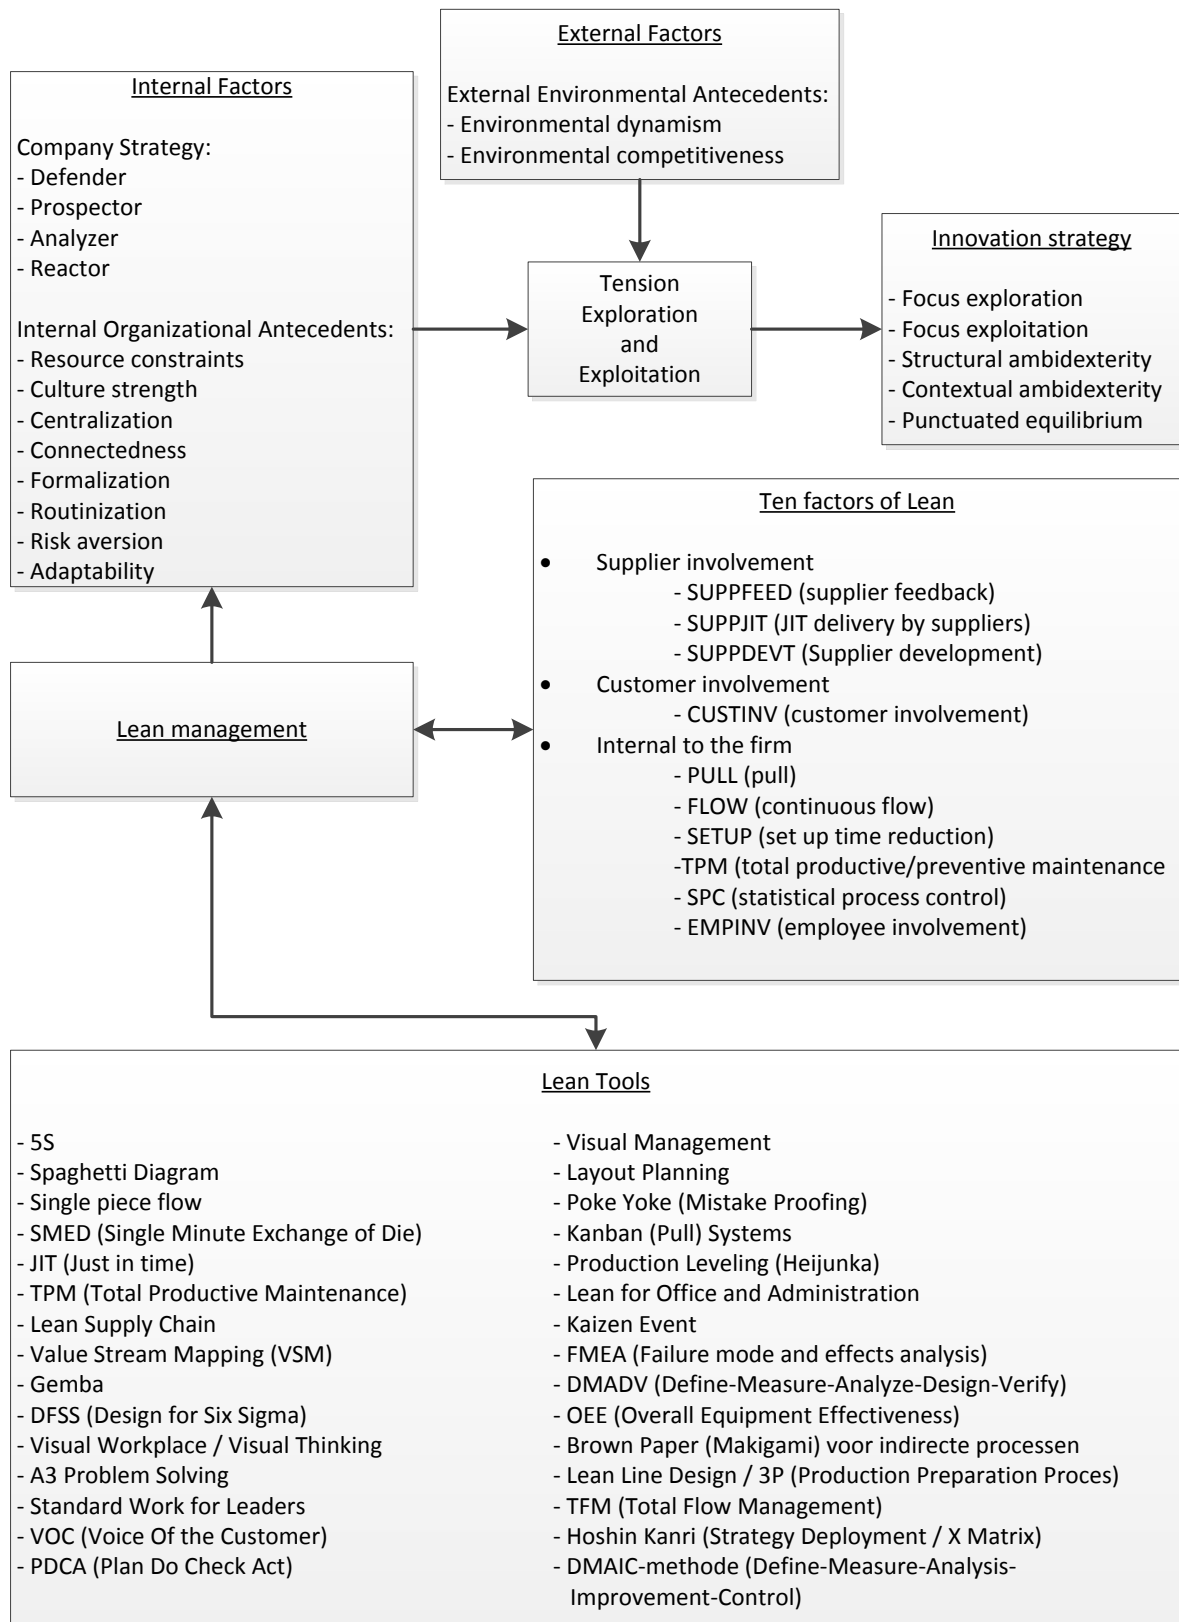 External Factors
External Environmental Antecedents:
- Environmental dynamism
- Environmental competitiveness
Internal Factors
Company Strategy:
- Defender
- Prospector
- Analyzer
- Reactor
Internal Organizational Antecedents:
- Resource constraints
- Culture strength
- Centralization
- Connectedness
- Formalization
- Routinization
- Risk aversion
- Adaptability
Tension
Exploration
and
Exploitation
Innovation strategy
- Focus exploration
- Focus exploitation
- Structural ambidexterity
- Contextual ambidexterity
- Punctuated equilibrium
Lean management
Ten factors of Lean
• Supplier involvement
- SUPPFEED (supplier feedback)
- SUPPJIT (JIT delivery by suppliers)
- SUPPDEVT (Supplier development)
• Customer involvement
- CUSTINV (customer involvement)
• Internal to the firm
- PULL (pull)
- FLOW (continuous flow)
- SETUP (set up time reduction)
-TPM (total productive/preventive maintenance
- SPC (statistical process control)
- EMPINV (employee involvement)
Lean Tools
- 5S
- Spaghetti Diagram
- Single piece flow
- SMED (Single Minute Exchange of Die)
- JIT (Just in time)
- TPM (Total Productive Maintenance)
- Lean Supply Chain
- Value Stream Mapping (VSM)
- Gemba
- DFSS (Design for Six Sigma)
- Visual Workplace / Visual Thinking
- A3 Problem Solving
- Standard Work for Leaders
- VOC (Voice Of the Customer)
- PDCA (Plan Do Check Act)
- Visual Management
- Layout Planning
- Poke Yoke (Mistake Proofing)
- Kanban (Pull) Systems
- Production Leveling (Heijunka)
- Lean for Office and Administration
- Kaizen Event
- FMEA (Failure mode and effects analysis)
- DMADV (Define-Measure-Analyze-Design-Verify)
- OEE (Overall Equipment Effectiveness)
- Brown Paper (Makigami) voor indirecte processen
- Lean Line Design / 3P (Production Preparation Proces)
- TFM (Total Flow Management)
- Hoshin Kanri (Strategy Deployment / X Matrix)
- DMAIC-methode (Define-Measure-Analysis-
Improvement-Control)